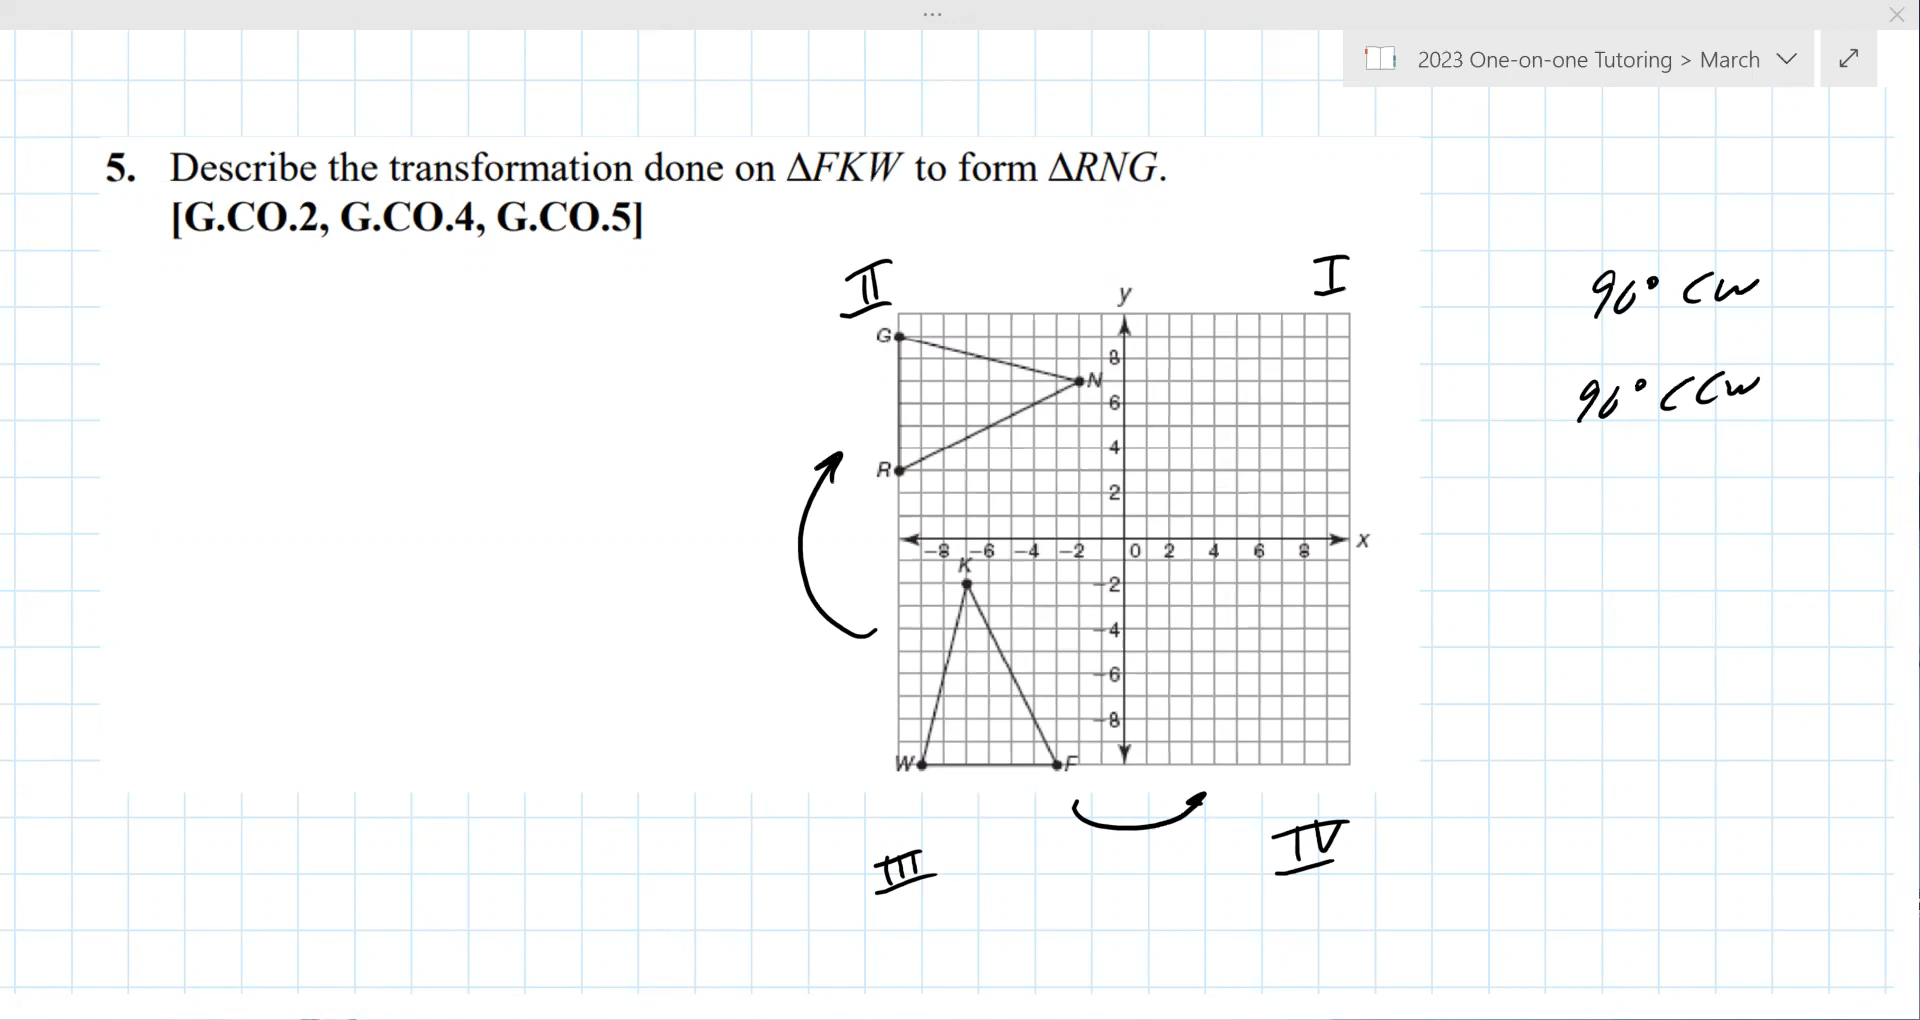 ...
2023 One-on-one Tutoring > March
5. Describe the transformation done on ΔFKW to form ΔRNG.
[G.CO.2, G.CO.4, G.CO.5]
II
I
90° CW
90° CCW
y
G
N
R
8
6
4
2
x
-8 -6 -4 -2 0 2 4 6 8
K
-2
-4
-6
-8
W
F
III
IV